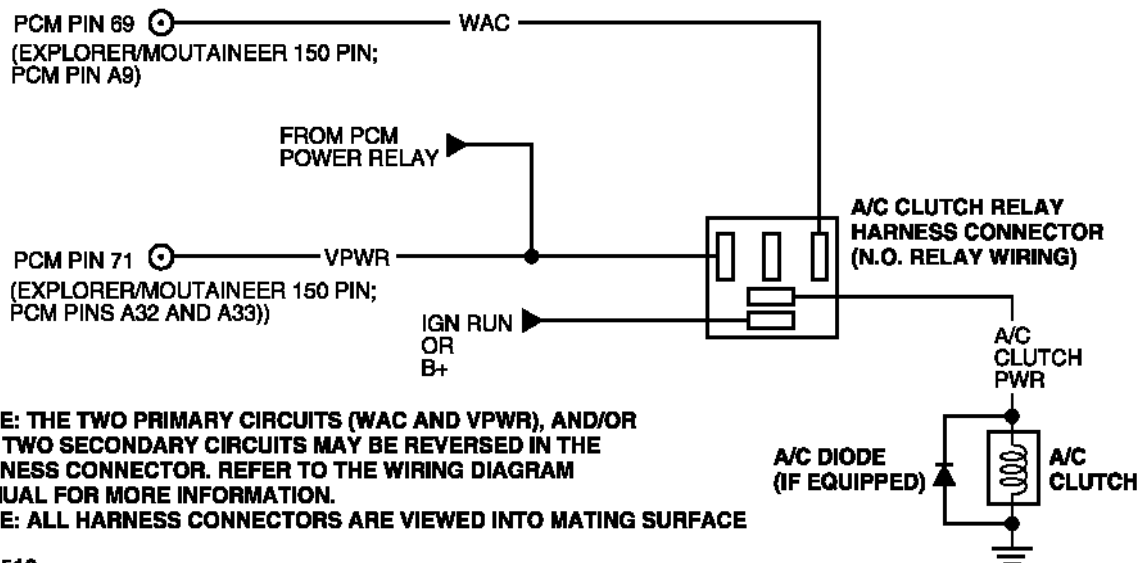 PCM PIN 69
WAC
(EXPLORER/MOUTAINEER 150 PIN;
PCM PIN A9)
FROM PCM
POWER RELAY
A/C CLUTCH RELAY
HARNESS CONNECTOR
(N.O. RELAY WIRING)
PCM PIN 71
VPWR
(EXPLORER/MOUTAINEER 150 PIN;
PCM PINS A32 AND A33))
IGN RUN
OR
B+
A/C
CLUTCH
PWR
E: THE TWO PRIMARY CIRCUITS (WAC AND VPWR), AND/OR
TWO SECONDARY CIRCUITS MAY BE REVERSED IN THE
NESS CONNECTOR. REFER TO THE WIRING DIAGRAM
UAL FOR MORE INFORMATION.
E: ALL HARNESS CONNECTORS ARE VIEWED INTO MATING SURFACE
A/C DIODE
(IF EQUIPPED)
A/C
CLUTCH